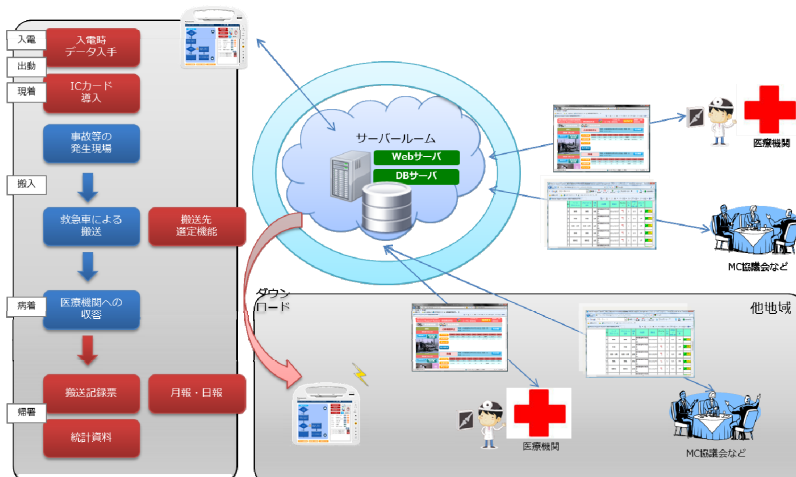 入電
出動
現着
搬入
病着
帰署
入電時
データ入手
ICカード
導入
事故等の
発生現場
救急車による
搬送
搬送先
選定機能
医療機関への
収容
搬送記録票
月報・日報
統計資料
サーバールーム
Webサーバ
DBサーバ
医療機関
MC協議会など
ダウン
ロード
他地域
医療機関
MC協議会など